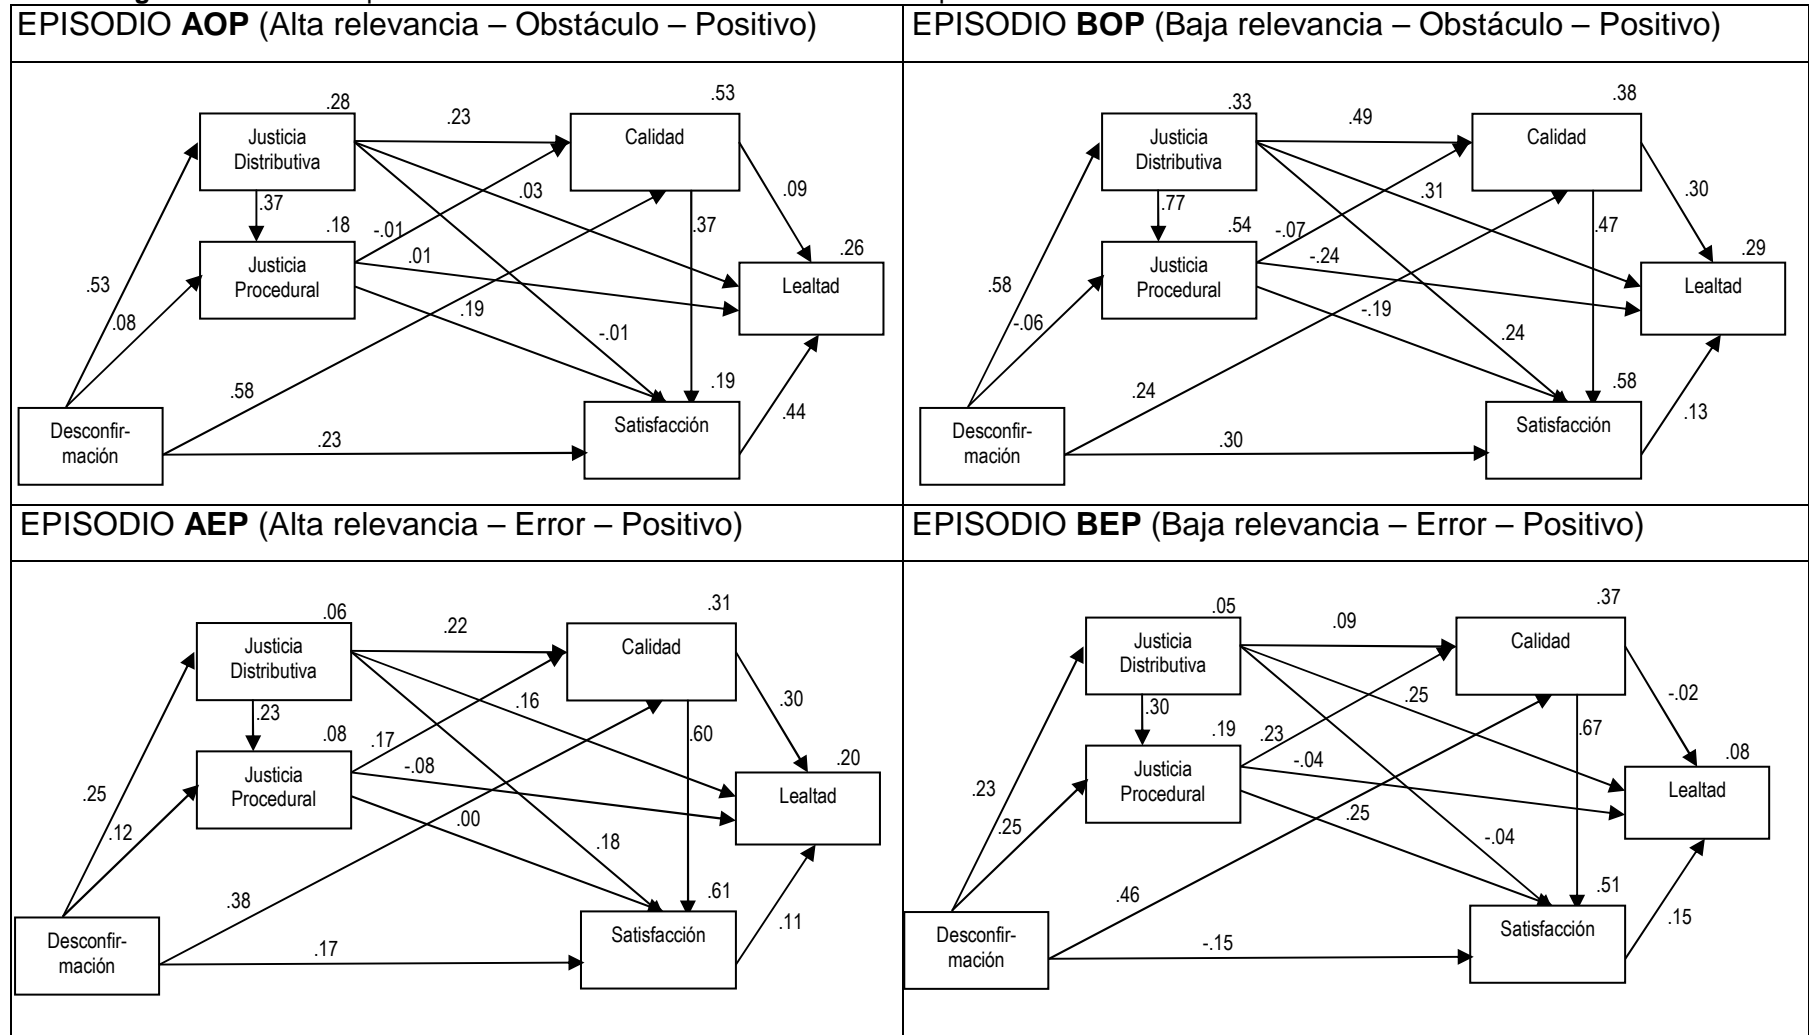 EPISODIO AOP (Alta relevancia – Obstáculo – Positivo)
.28
.23
.53
Justicia
Distributiva
Calidad
.03
.09
.37
.18
-.01
.37
.01
.26
Justicia
Procedural
Lealtad
.53
.08
.19
-.01
.58
.19
.44
Desconfir-
mación
.23
Satisfacción
EPISODIO BOP (Baja relevancia – Obstáculo – Positivo)
.33
.49
.38
Justicia
Distributiva
Calidad
.31
.30
.77
.54
-.07
.47
-.24
.29
Justicia
Procedural
Lealtad
.58
-.06
-.19
.24
.24
.58
.13
Desconfir-
mación
.30
Satisfacción
EPISODIO AEP (Alta relevancia – Error – Positivo)
.06
.22
.31
Justicia
Distributiva
Calidad
.16
.30
.23
.08
.17
.60
-.08
.20
Justicia
Procedural
Lealtad
.25
.12
.00
.18
.38
.61
.11
Desconfir-
mación
.17
Satisfacción
EPISODIO BEP (Baja relevancia – Error – Positivo)
.05
.09
.37
Justicia
Distributiva
Calidad
.25
-.02
.30
.19
.23
.67
-.04
.08
Justicia
Procedural
Lealtad
.23
.25
.25
-.04
.46
.51
.15
Desconfir-
mación
-.15
Satisfacción